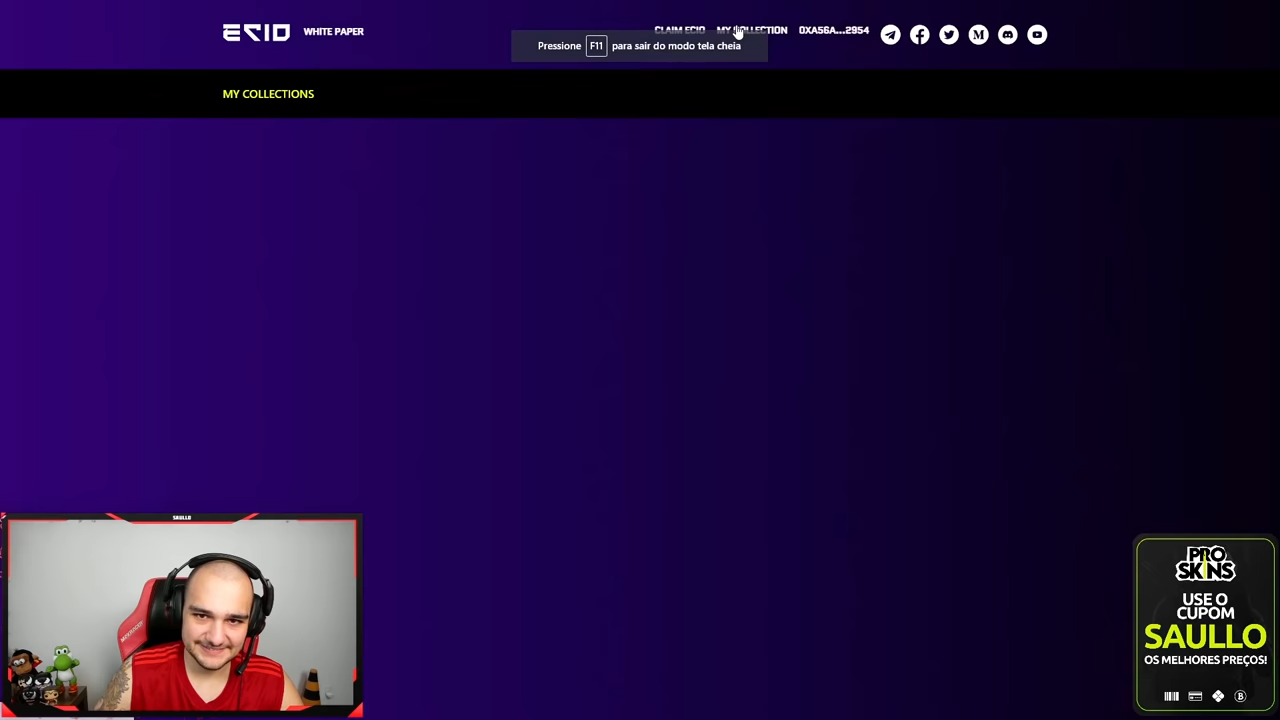 ECIO
WHITE PAPER
CLAIM ECIO
MY COLLECTION
0XA56A...2954
Pressione F11 para sair do modo tela cheia
MY COLLECTIONS
SAULLO
PRO
SKINS
USE O
CUPOM
SAULLO
OS MELHORES PREÇOS!